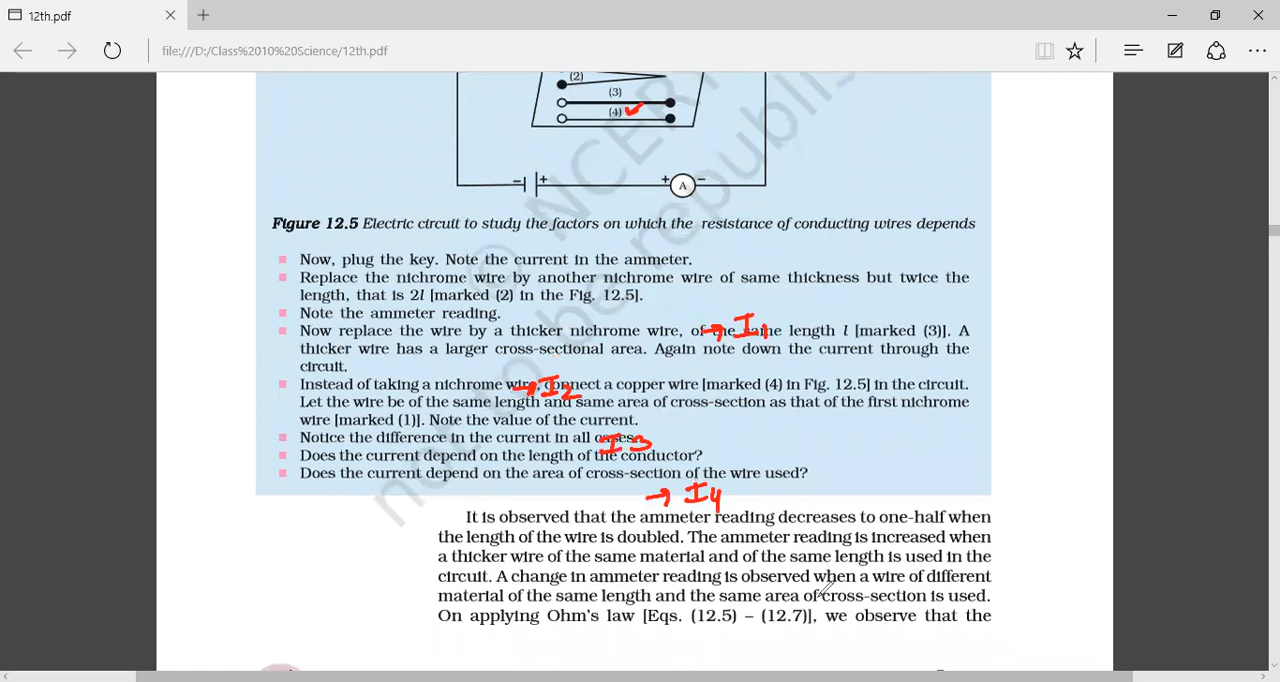 12th.pdf
file:///D:/Class%2010%20Science/12th.pdf
(2)
(3)
(4)
− + + A −
Figure 12.5 Electric circuit to study the factors on which the resistance of conducting wires depends
Now, plug the key. Note the current in the ammeter.
Replace the nichrome wire by another nichrome wire of same thickness but twice the
length, that is 2l [marked (2) in the Fig. 12.5].
Note the ammeter reading.
Now replace the wire by a thicker nichrome wire, of the same length l [marked (3)]. A
→ I1
thicker wire has a larger cross-sectional area. Again note down the current through the
circuit.
Instead of taking a nichrome wire, connect a copper wire [marked (4) in Fig. 12.5] in the circuit.
→ I2
Let the wire be of the same length and same area of cross-section as that of the first nichrome
wire [marked (1)]. Note the value of the current.
Notice the difference in the current in all cases.
I3
Does the current depend on the length of the conductor?
Does the current depend on the area of cross-section of the wire used?
→ I4
It is observed that the ammeter reading decreases to one-half when
the length of the wire is doubled. The ammeter reading is increased when
a thicker wire of the same material and of the same length is used in the
circuit. A change in ammeter reading is observed when a wire of different
material of the same length and the same area of cross-section is used.
On applying Ohm's law [Eqs. (12.5) – (12.7)], we observe that the
© NCERT
not to be republi